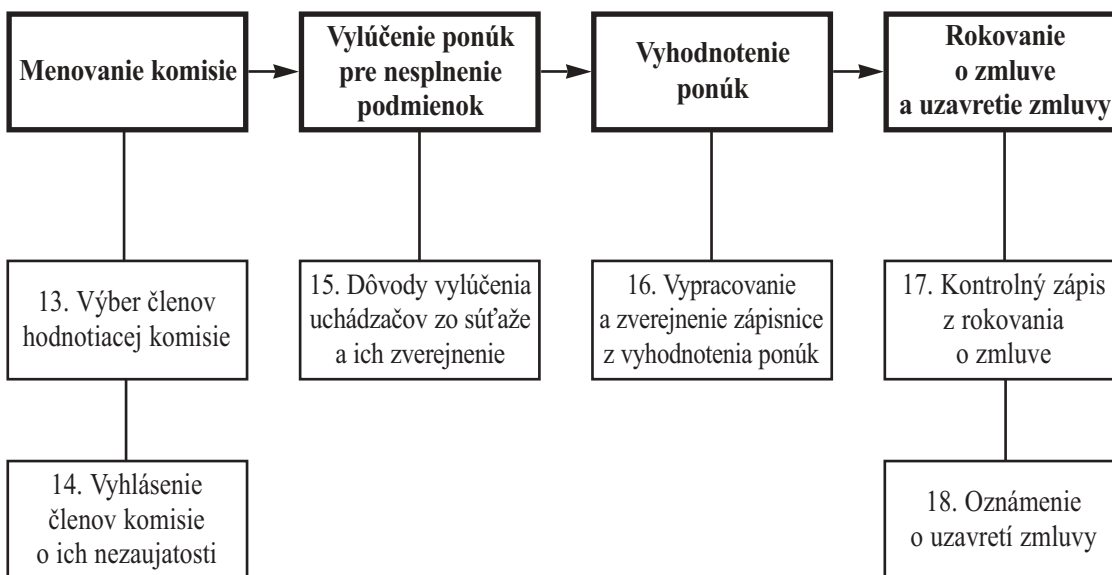 Menovanie komisie
Vylúčenie ponúk
pre nesplnenie
podmienok
Vyhodnotenie
ponúk
Rokovanie
o zmluve
a uzavretie zmluvy
13. Výber členov
hodnotiacej komisie
15. Dôvody vylúčenia
uchádzačov zo súťaže
a ich zverejnenie
16. Vypracovanie
a zverejnenie zápisnice
z vyhodnotenia ponúk
17. Kontrolný zápis
z rokovania
o zmluve
14. Vyhlásenie
členov komisie
o ich nezaujatosti
18. Oznámenie
o uzavretí zmluvy